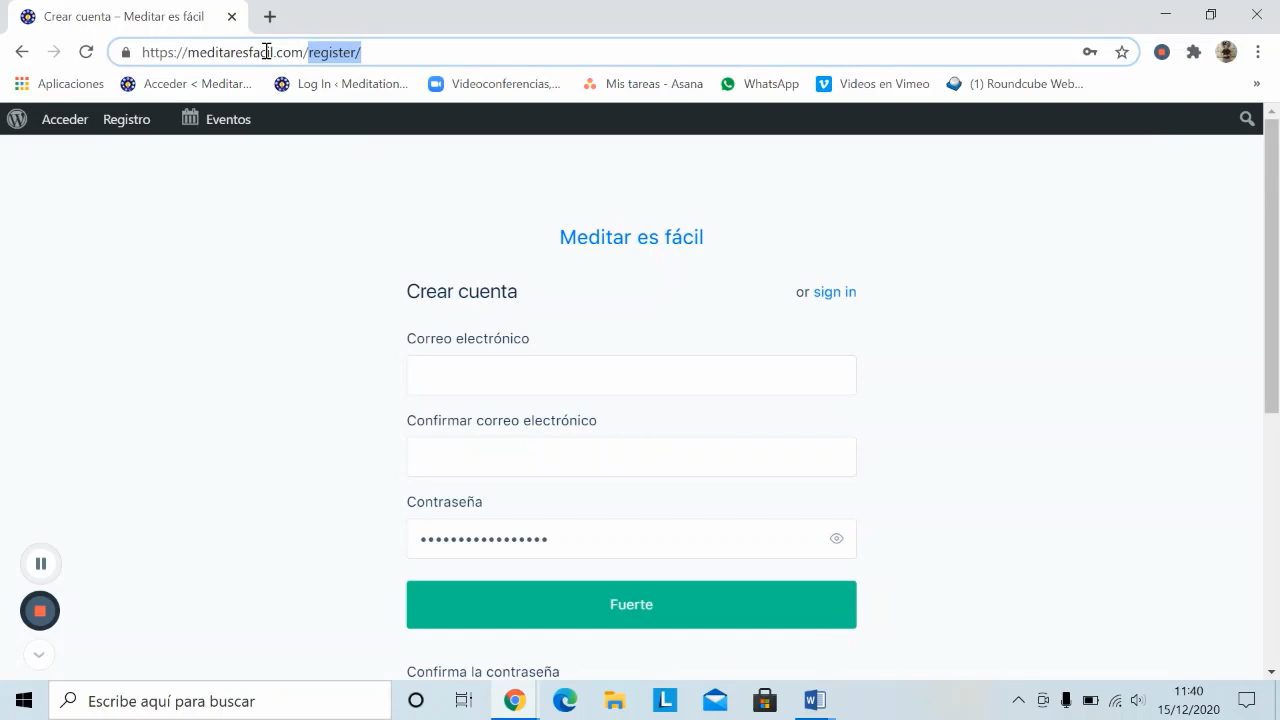 Crear cuenta – Meditar es fácil
https://meditaresfacil.com/register/
Aplicaciones
Acceder < Meditar...
Log In ‹ Meditation...
Videoconferencias,...
Mis tareas - Asana
WhatsApp
Videos en Vimeo
(1) Roundcube Web...
»
Acceder
Registro
Eventos
Meditar es fácil
Crear cuenta
or sign in
Correo electrónico
Confirmar correo electrónico
Contraseña
Fuerte
Confirma la contraseña
Escribe aquí para buscar
11:40
15/12/2020